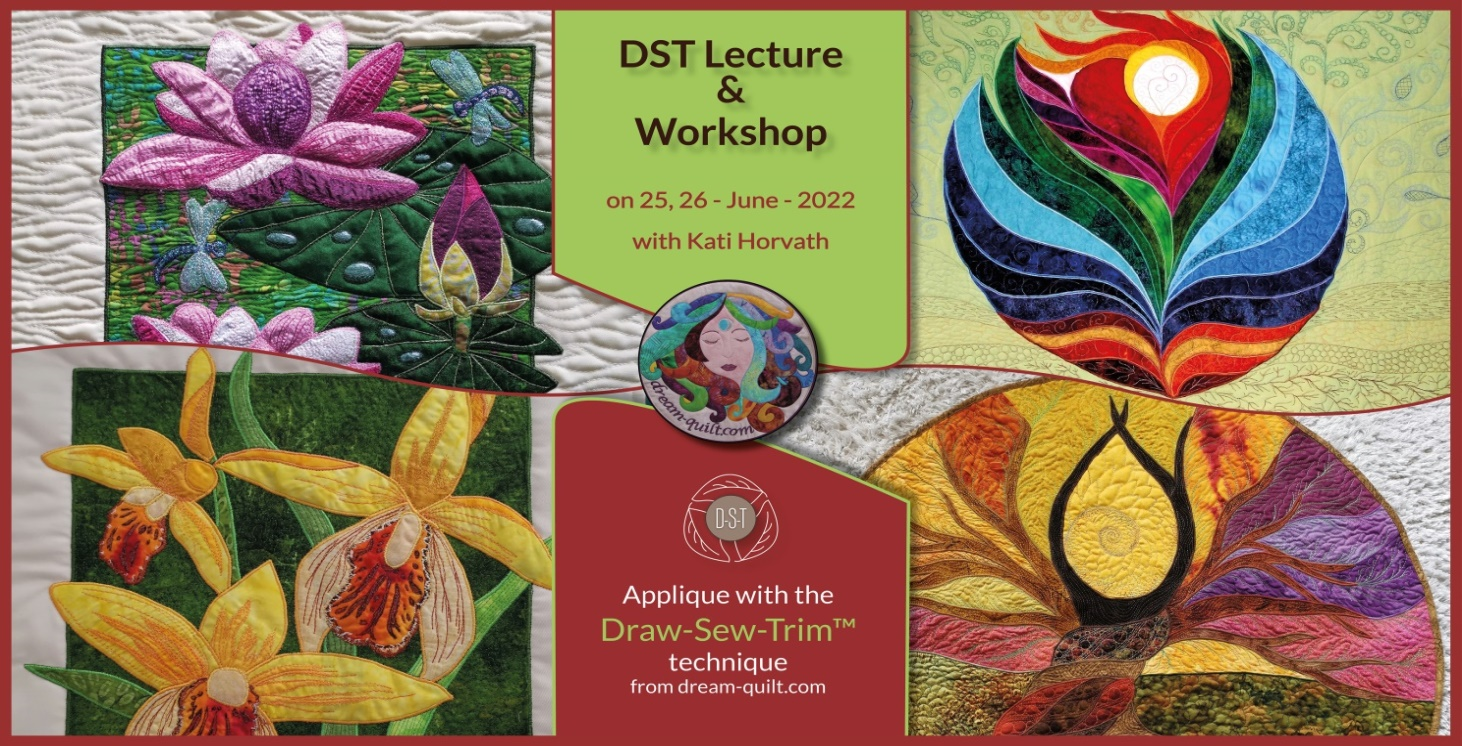 DST Lecture
&
Workshop
on 25, 26 - June - 2022
with Kati Horvath
dream-quilt.com
D-S-T
Applique with the
Draw-Sew-Trim™
technique
from dream-quilt.com